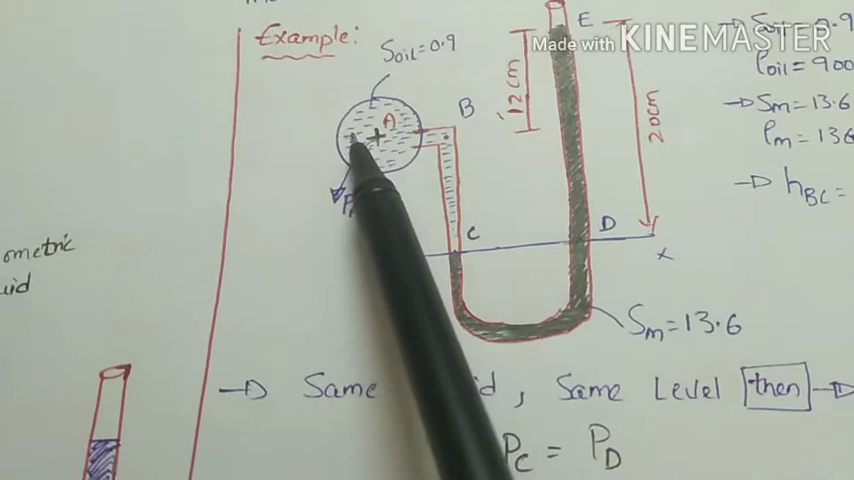 Example:
Soil=0.9
A
B
C
D
E
X
12cm
20cm
Made with KINEMASTER
Soil = 0.9
ρoil = 900
Sm = 13.6
ρm = 136
hBC =
ometric
uid
Sm = 13.6
Same id, Same Level then
PC = PD